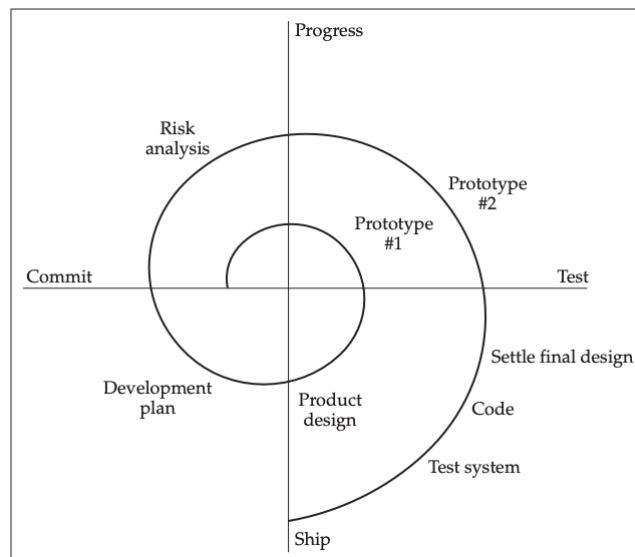 Progress
Risk
analysis
Prototype
#2
Prototype
#1
Commit
Test
Settle final design
Development
plan
Product
design
Code
Test system
Ship